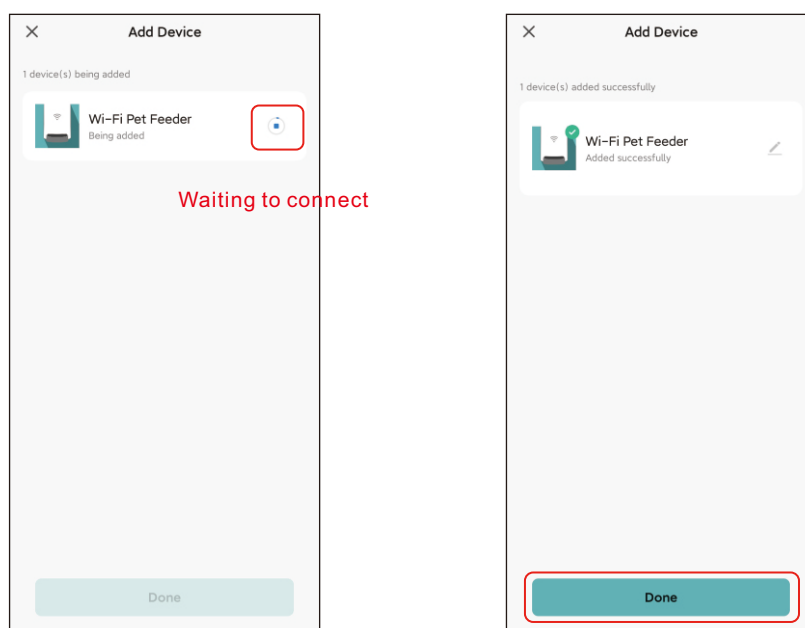 Add Device
1 device(s) being added
Wi-Fi Pet Feeder
Being added
Waiting to connect
Done
Add Device
1 device(s) added successfully
Wi-Fi Pet Feeder
Added successfully
Done